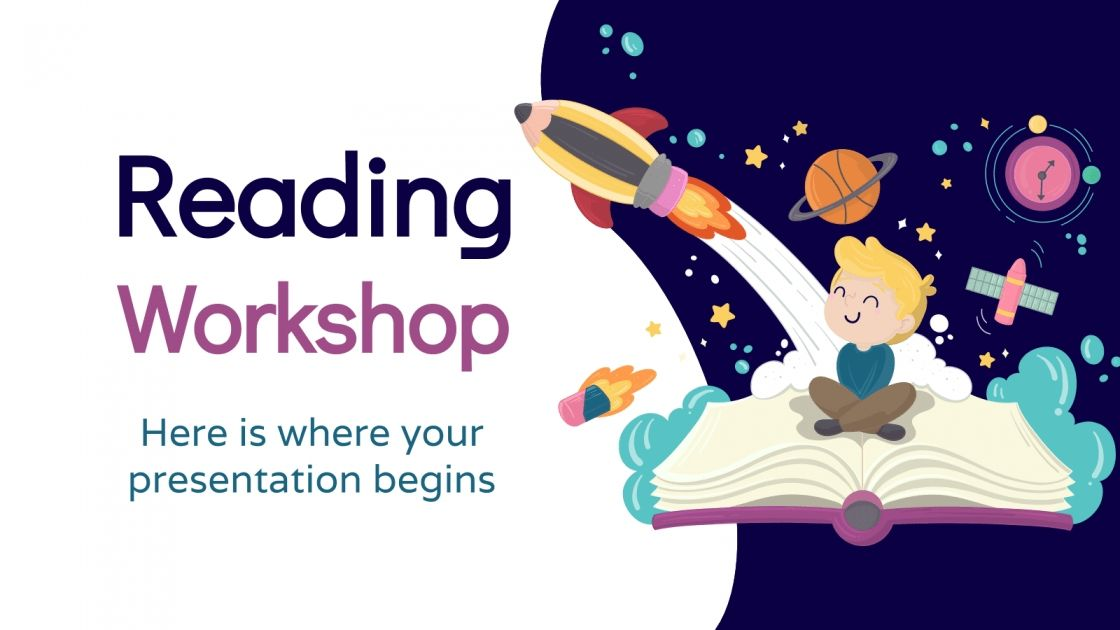 Reading
Workshop
Here is where your
presentation begins